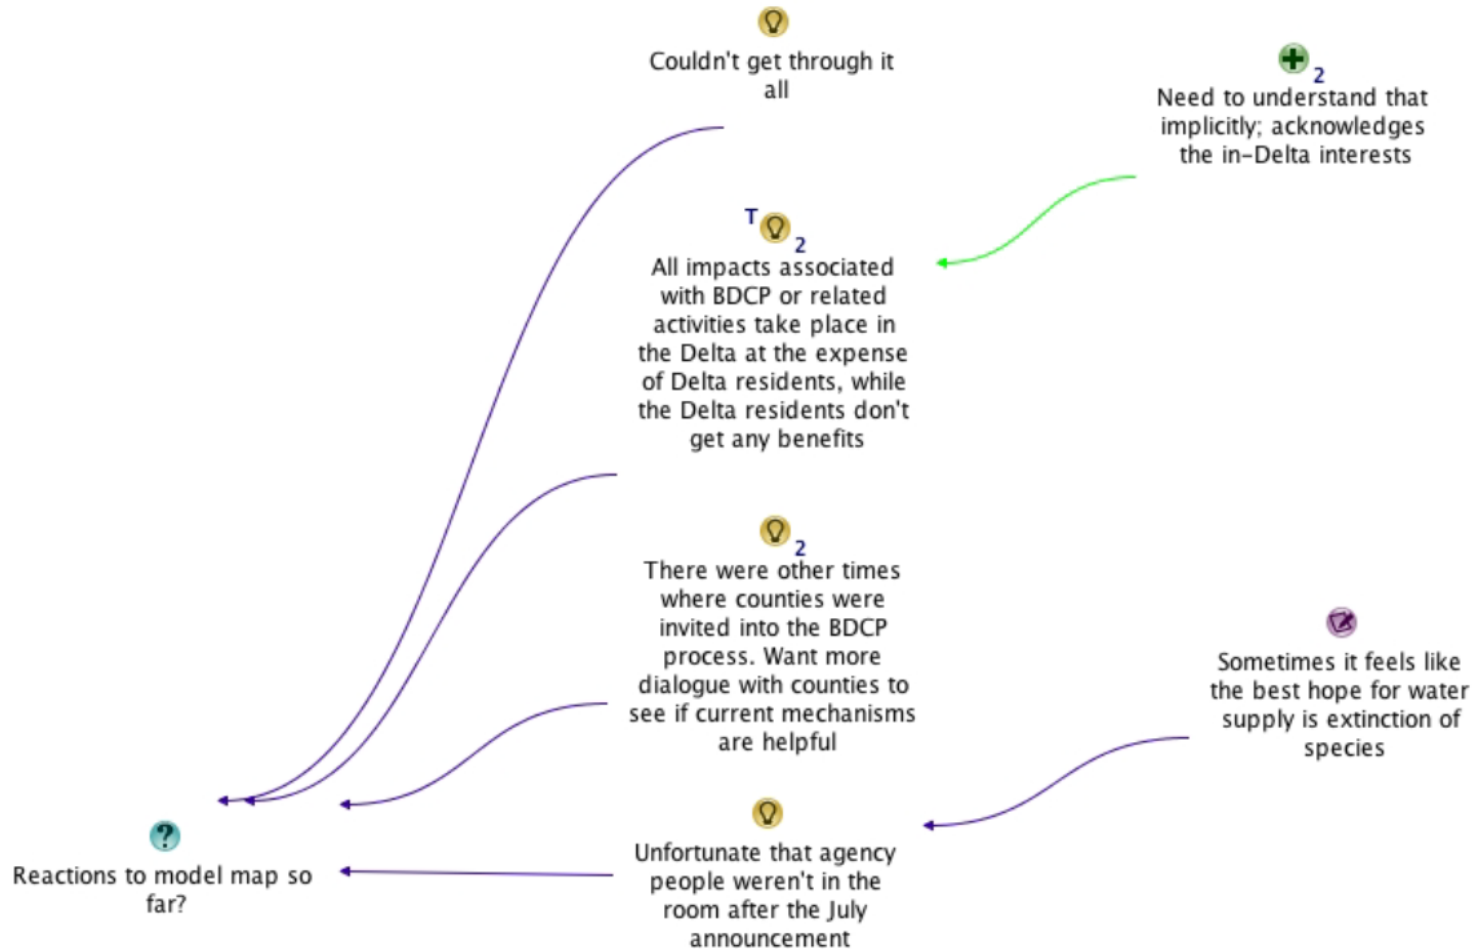 Couldn't get through it
all
2
Need to understand that
implicitly; acknowledges
the in-Delta interests
T
2
All impacts associated
with BDCP or related
activities take place in
the Delta at the expense
of Delta residents, while
the Delta residents don't
get any benefits
2
There were other times
where counties were
invited into the BDCP
process. Want more
dialogue with counties to
see if current mechanisms
are helpful
Sometimes it feels like
the best hope for water
supply is extinction of
species
?
Reactions to model map so
far?
Unfortunate that agency
people weren't in the
room after the July
announcement